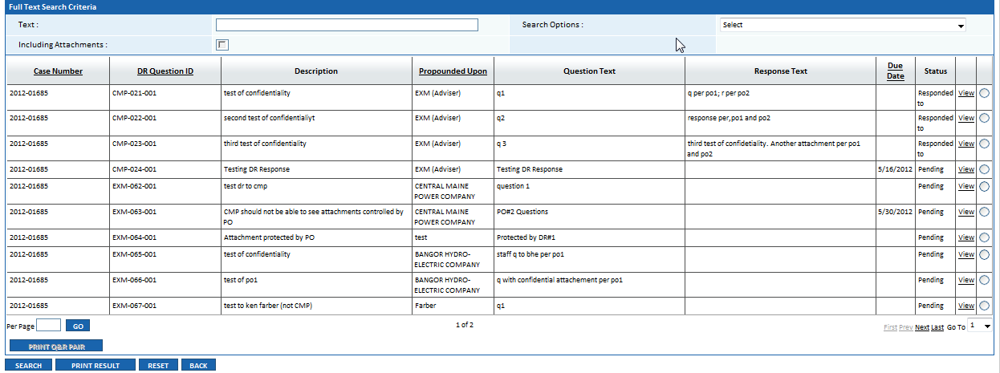 Full Text Search Criteria
Text : Search Options : Select
Including Attachments :
Case Number DR Question ID Description Propounded Upon Question Text Response Text Due Date Status
2012-01685 CMP-021-001 test of confidentiality EXM (Adviser) q1 q per po1; r per po2 Responded to View
2012-01685 CMP-022-001 second test of confidentialiyt EXM (Adviser) q2 response per,po1 and po2 Responded to View
2012-01685 CMP-023-001 third test of confidentiality EXM (Adviser) q 3 third test of confidetiality. Another attachment per po1 and po2 Responded to View
2012-01685 CMP-024-001 Testing DR Response EXM (Adviser) Testing DR Response 5/16/2012 Pending View
2012-01685 EXM-062-001 test dr to cmp CENTRAL MAINE POWER COMPANY question 1 Pending View
2012-01685 EXM-063-001 CMP should not be able to see attachments controlled by PO CENTRAL MAINE POWER COMPANY PO#2 Questions 5/30/2012 Pending View
2012-01685 EXM-064-001 Attachment protected by PO test Protected by DR#1 Pending View
2012-01685 EXM-065-001 test of confidentiality BANGOR HYDRO-ELECTRIC COMPANY staff q to bhe per po1 Pending View
2012-01685 EXM-066-001 test of po1 BANGOR HYDRO-ELECTRIC COMPANY q with confidential attachement per po1 Pending View
2012-01685 EXM-067-001 test to ken farber (not CMP) Farber q1 Pending View
Per Page GO 1 of 2 First Prev Next Last Go To 1
PRINT Q&R PAIR
SEARCH PRINT RESULT RESET BACK